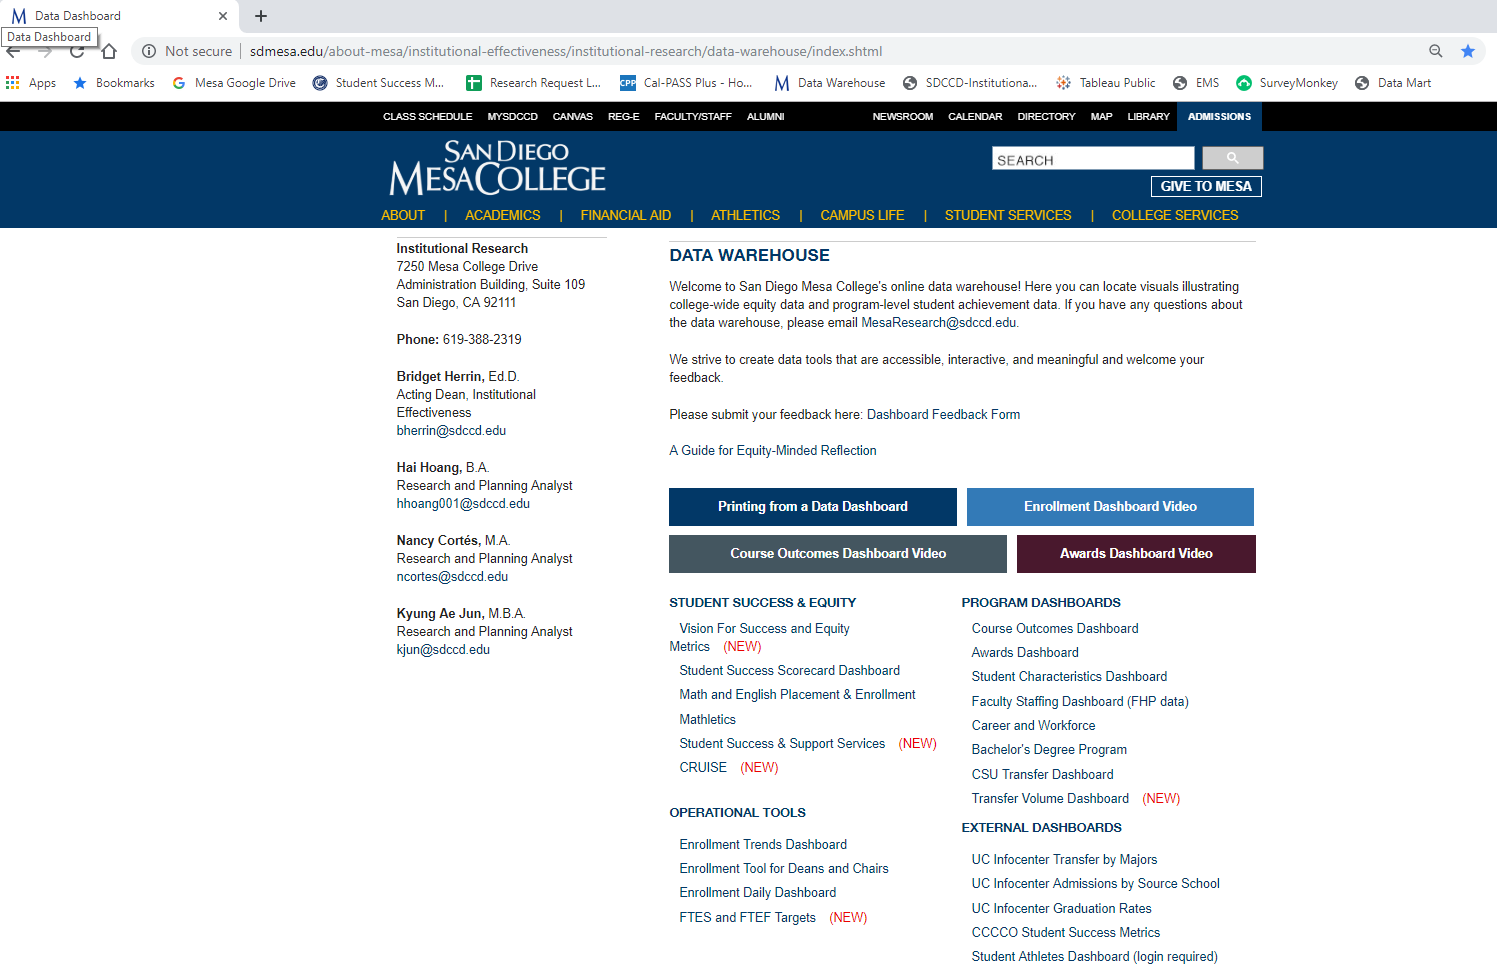 Data Dashboard
Data Dashboard
Not secure | sdmesa.edu/about-mesa/institutional-effectiveness/institutional-research/data-warehouse/index.shtml
Apps Bookmarks Mesa Google Drive Student Success M... Research Request L... CPP Cal-PASS Plus - Ho... Data Warehouse SDCCD-Instituiona... Tableau Public EMS SurveyMonkey Data Mart
CLASS SCHEDULE MYSDCCD CANVAS REG-E FACULTY/STAFF ALUMNI NEWSROOM CALENDAR DIRECTORY MAP LIBRARY ADMISSIONS
SAN DIEGO
MESA COLLEGE
SEARCH
GIVE TO MESA
ABOUT | ACADEMICS | FINANCIAL AID | ATHLETICS | CAMPUS LIFE | STUDENT SERVICES | COLLEGE SERVICES
Institutional Research
7250 Mesa College Drive
Administration Building, Suite 109
San Diego, CA 92111
Phone: 619-388-2319
Bridget Herrin, Ed.D.
Acting Dean, Institutional
Effectiveness
bherrin@sdccd.edu
Hai Hoang, B.A.
Research and Planning Analyst
hhoang001@sdccd.edu
Nancy Cortés, M.A.
Research and Planning Analyst
ncortes@sdccd.edu
Kyung Ae Jun, M.B.A.
Research and Planning Analyst
kjun@sdccd.edu
DATA WAREHOUSE
Welcome to San Diego Mesa College's online data warehouse! Here you can locate visuals illustrating
college-wide equity data and program-level student achievement data. If you have any questions about
the data warehouse, please email MesaResearch@sdccd.edu.
We strive to create data tools that are accessible, interactive, and meaningful and welcome your
feedback.
Please submit your feedback here: Dashboard Feedback Form
A Guide for Equity-Minded Reflection
Printing from a Data Dashboard
Enrollment Dashboard Video
Course Outcomes Dashboard Video
Awards Dashboard Video
STUDENT SUCCESS & EQUITY
Vision For Success and Equity
Metrics (NEW)
Student Success Scorecard Dashboard
Math and English Placement & Enrollment
Mathletics
Student Success & Support Services (NEW)
CRUISE (NEW)
OPERATIONAL TOOLS
Enrollment Trends Dashboard
Enrollment Tool for Deans and Chairs
Enrollment Daily Dashboard
FTES and FTEF Targets (NEW)
PROGRAM DASHBOARDS
Course Outcomes Dashboard
Awards Dashboard
Student Characteristics Dashboard
Faculty Staffing Dashboard (FHP data)
Career and Workforce
Bachelor's Degree Program
CSU Transfer Dashboard
Transfer Volume Dashboard (NEW)
EXTERNAL DASHBOARDS
UC Infocenter Transfer by Majors
UC Infocenter Admissions by Source School
UC Infocenter Graduation Rates
CCCCO Student Success Metrics
Student Athletes Dashboard (login required)